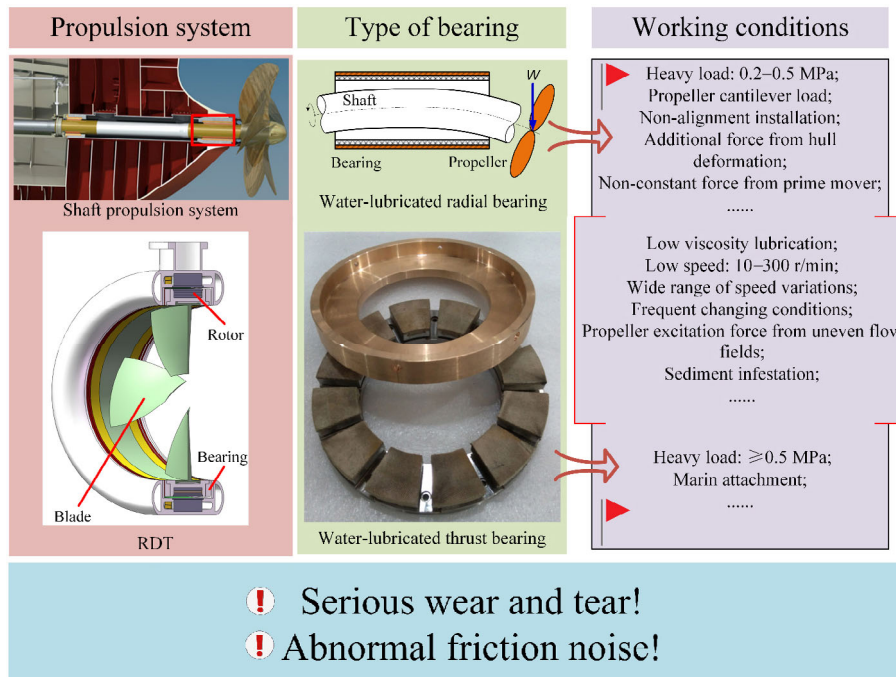 Propulsion system
Shaft propulsion system
Rotor
Bearing
Blade
RDT
Type of bearing
W
Shaft
Bearing
Propeller
Water-lubricated radial bearing
Water-lubricated thrust bearing
Working conditions
Heavy load: 0.2–0.5 MPa;
Propeller cantilever load;
Non-alignment installation;
Additional force from hull
deformation;
Non-constant force from prime mover;
......
Low viscosity lubrication;
Low speed: 10–300 r/min;
Wide range of speed variations;
Frequent changing conditions;
Propeller excitation force from uneven flow
fields;
Sediment infestation;
......
Heavy load: ≥0.5 MPa;
Marin attachment;
......
! Serious wear and tear!
! Abnormal friction noise!